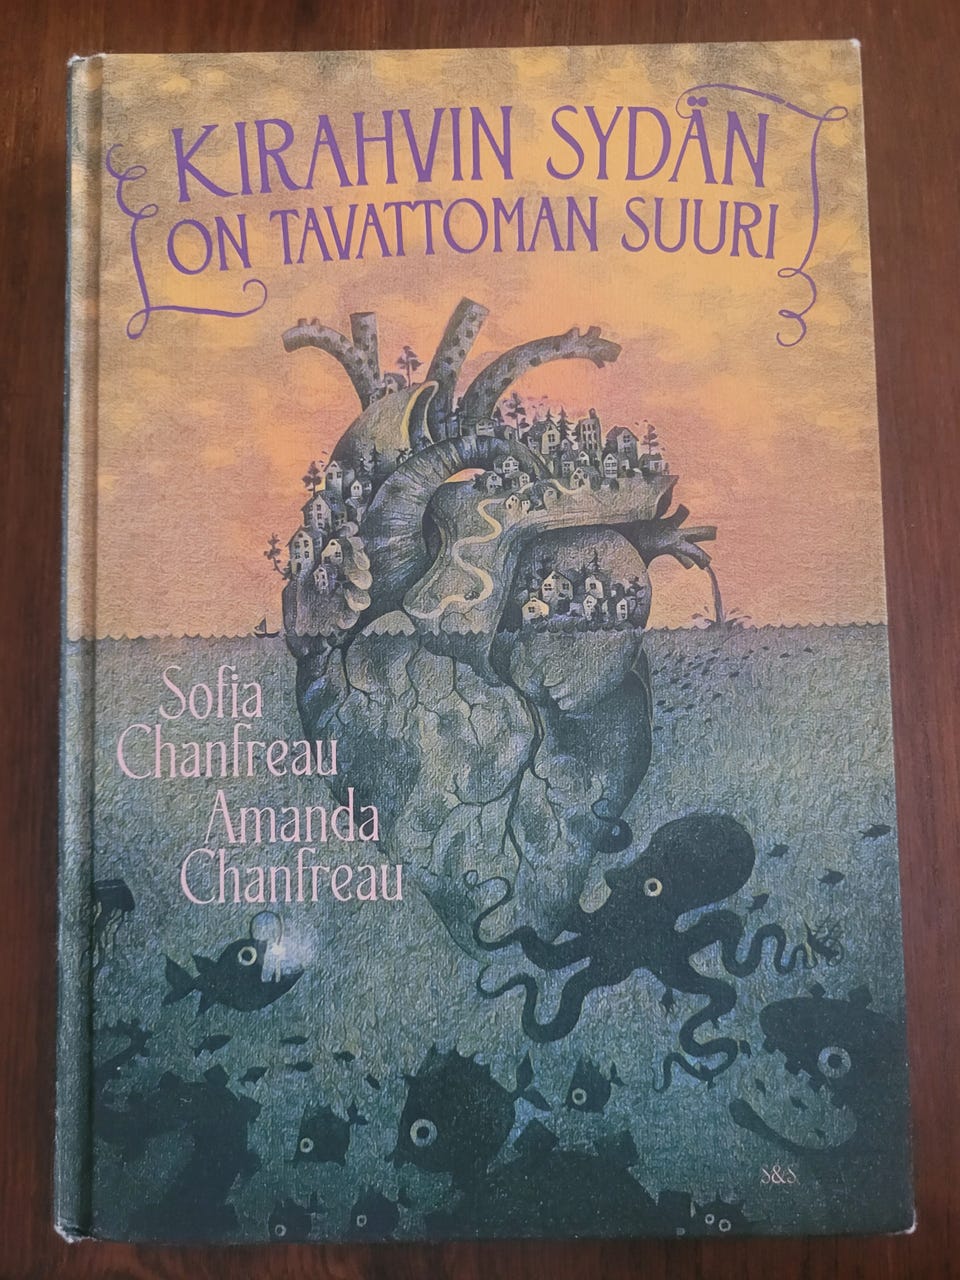 KIRAHVIN SYDÄN
ON TAVATTOMAN SUURI
Sofia
Chanfreau
Amanda
Chanfreau
S&S